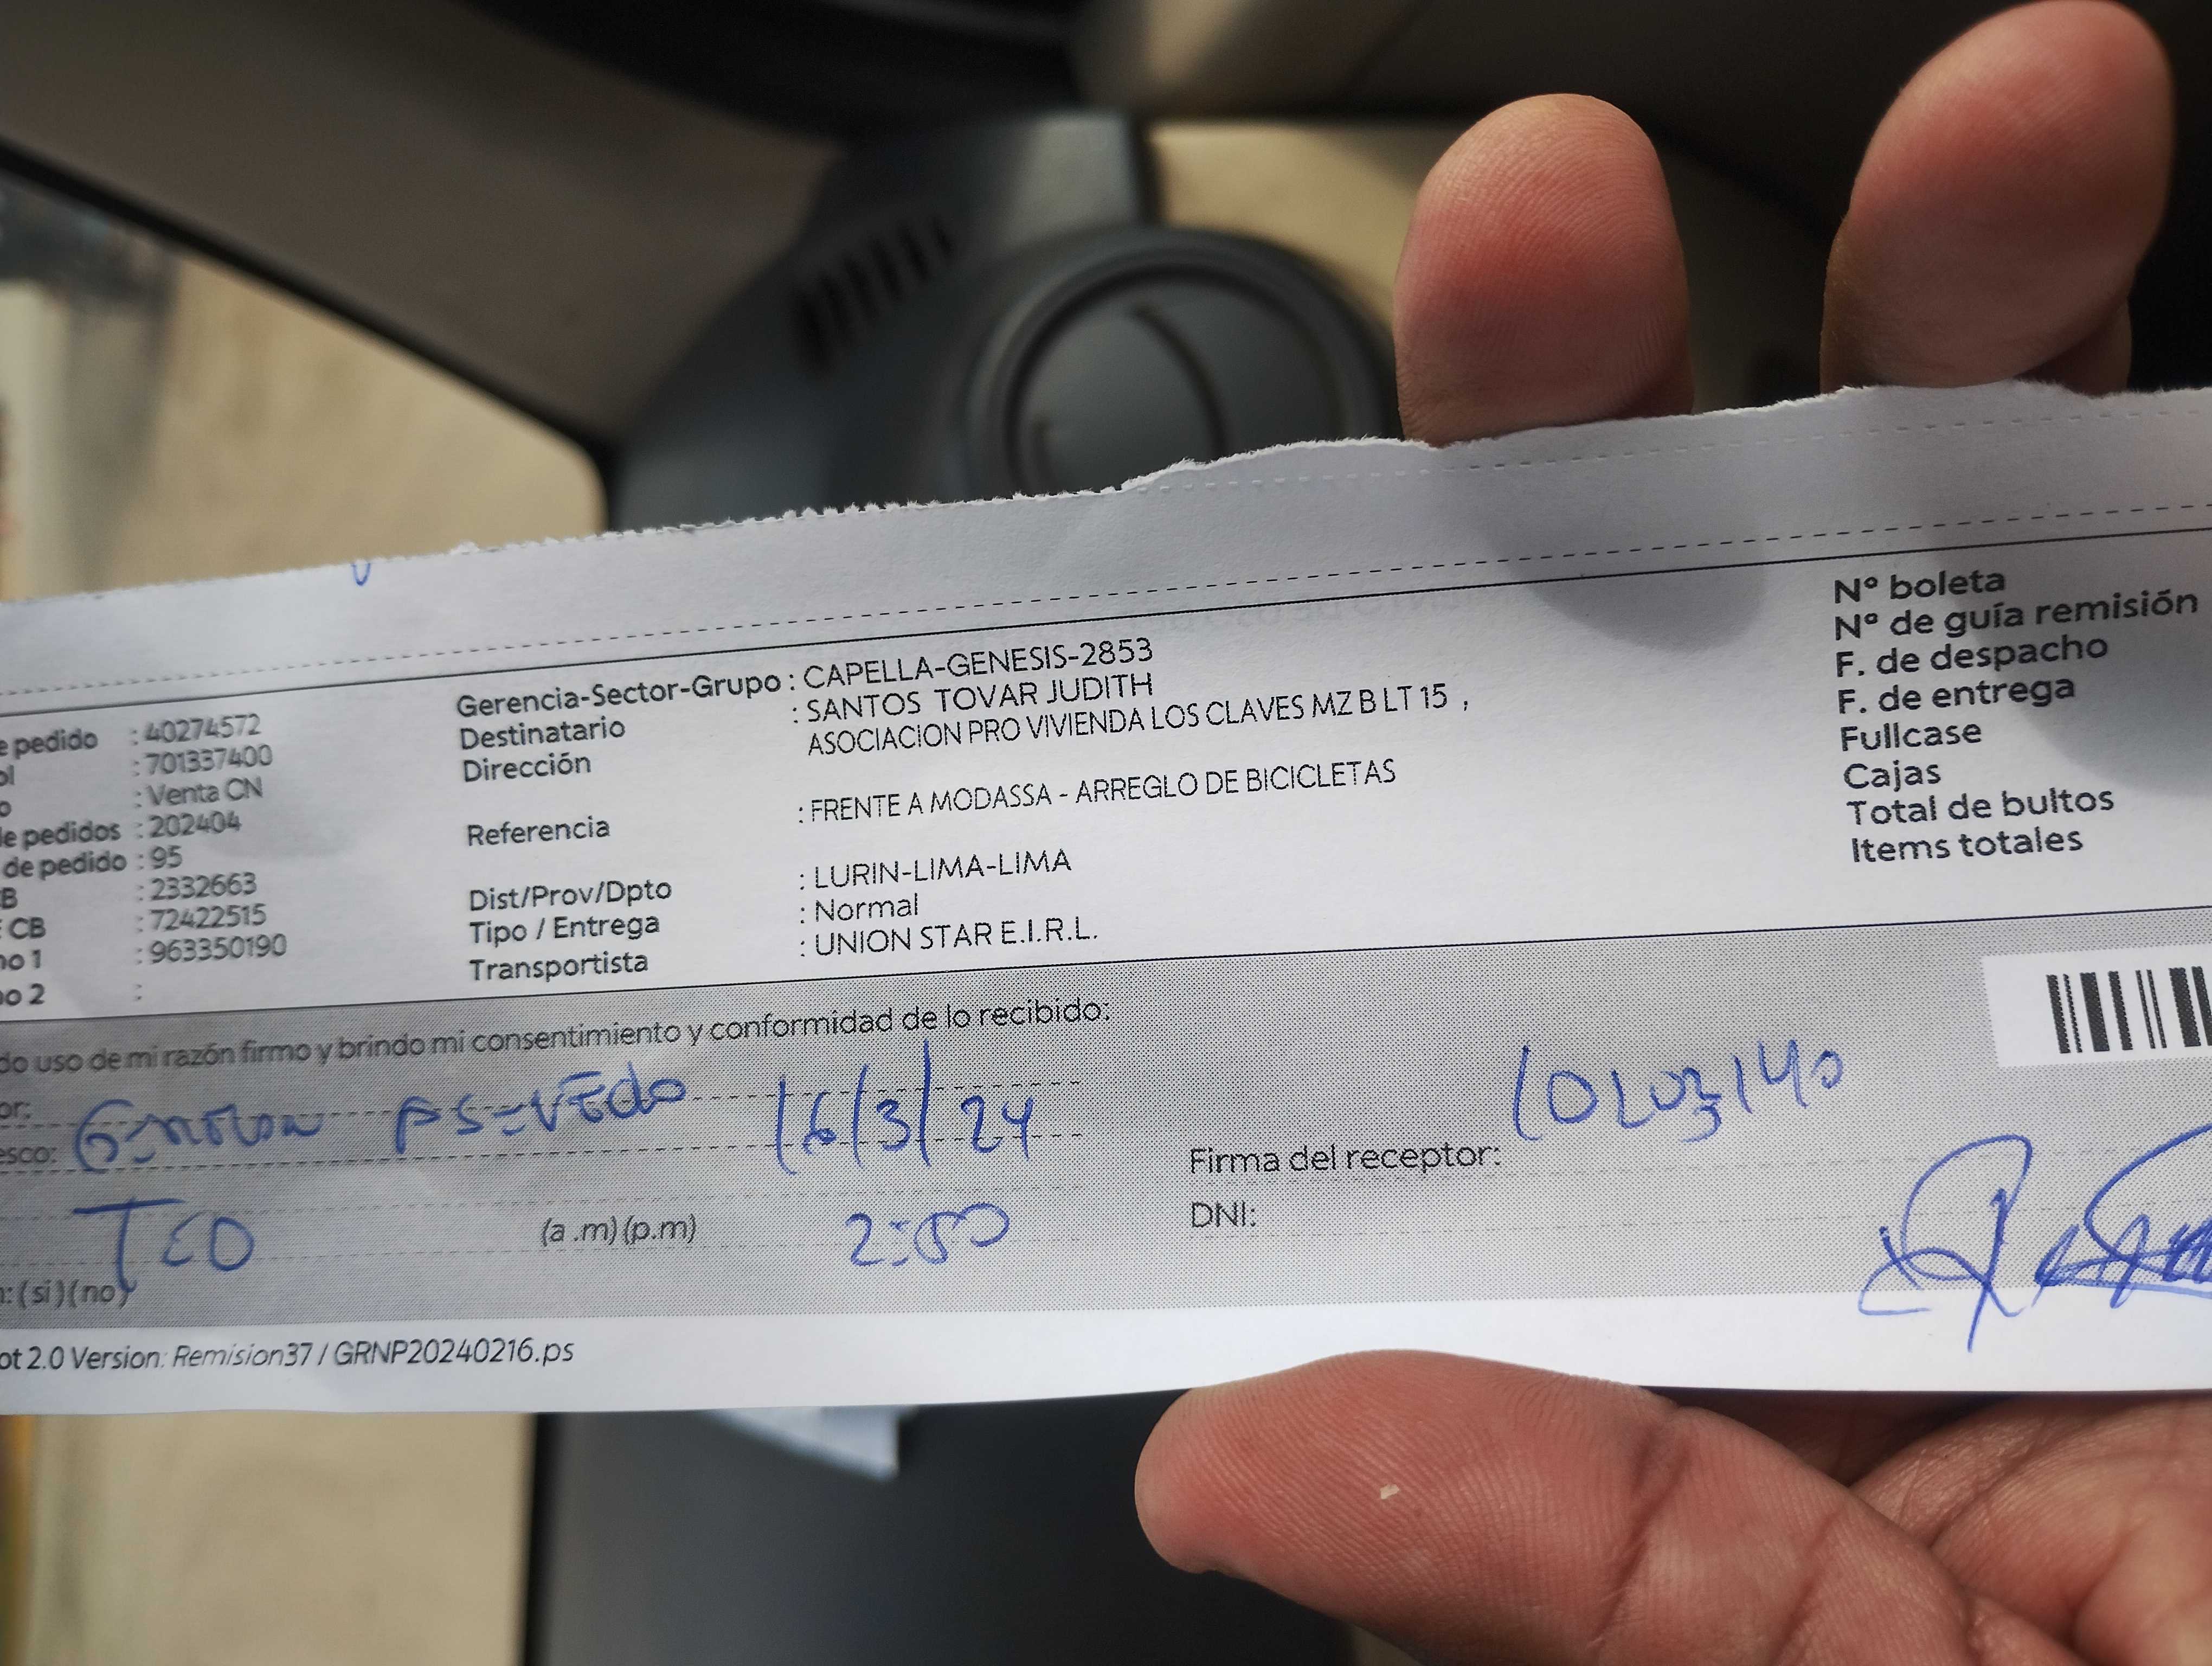 e pedido : 40274572
ol : 701337400
o : Venta CN
e pedidos : 202404
de pedido : 95
B : 2332663
E CB : 72422515
no 1 : 963350190
no 2 :
Gerencia-Sector-Grupo : CAPELLA-GENESIS-2853
Destinatario : SANTOS TOVAR JUDITH
Dirección ASOCIACION PRO VIVIENDA LOS CLAVES MZ B LT 15 ,
Referencia : FRENTE A MODASSA - ARREGLO DE BICICLETAS
Dist/Prov/Dpto : LURIN-LIMA-LIMA
Tipo / Entrega : Normal
Transportista : UNION STAR E.I.R.L.
Nº boleta
Nº de guía remisión
F. de despacho
F. de entrega
Fullcase
Cajas
Total de bultos
Items totales
do uso de mi razón firmo y brindo mi consentimiento y conformidad de lo recibido:
or:
esco: 16/3/24
Firma del receptor:
(a .m) (p.m)
DNI:
n: (si) (no)
ot 2.0 Version: Remision37 / GRNP20240216.ps